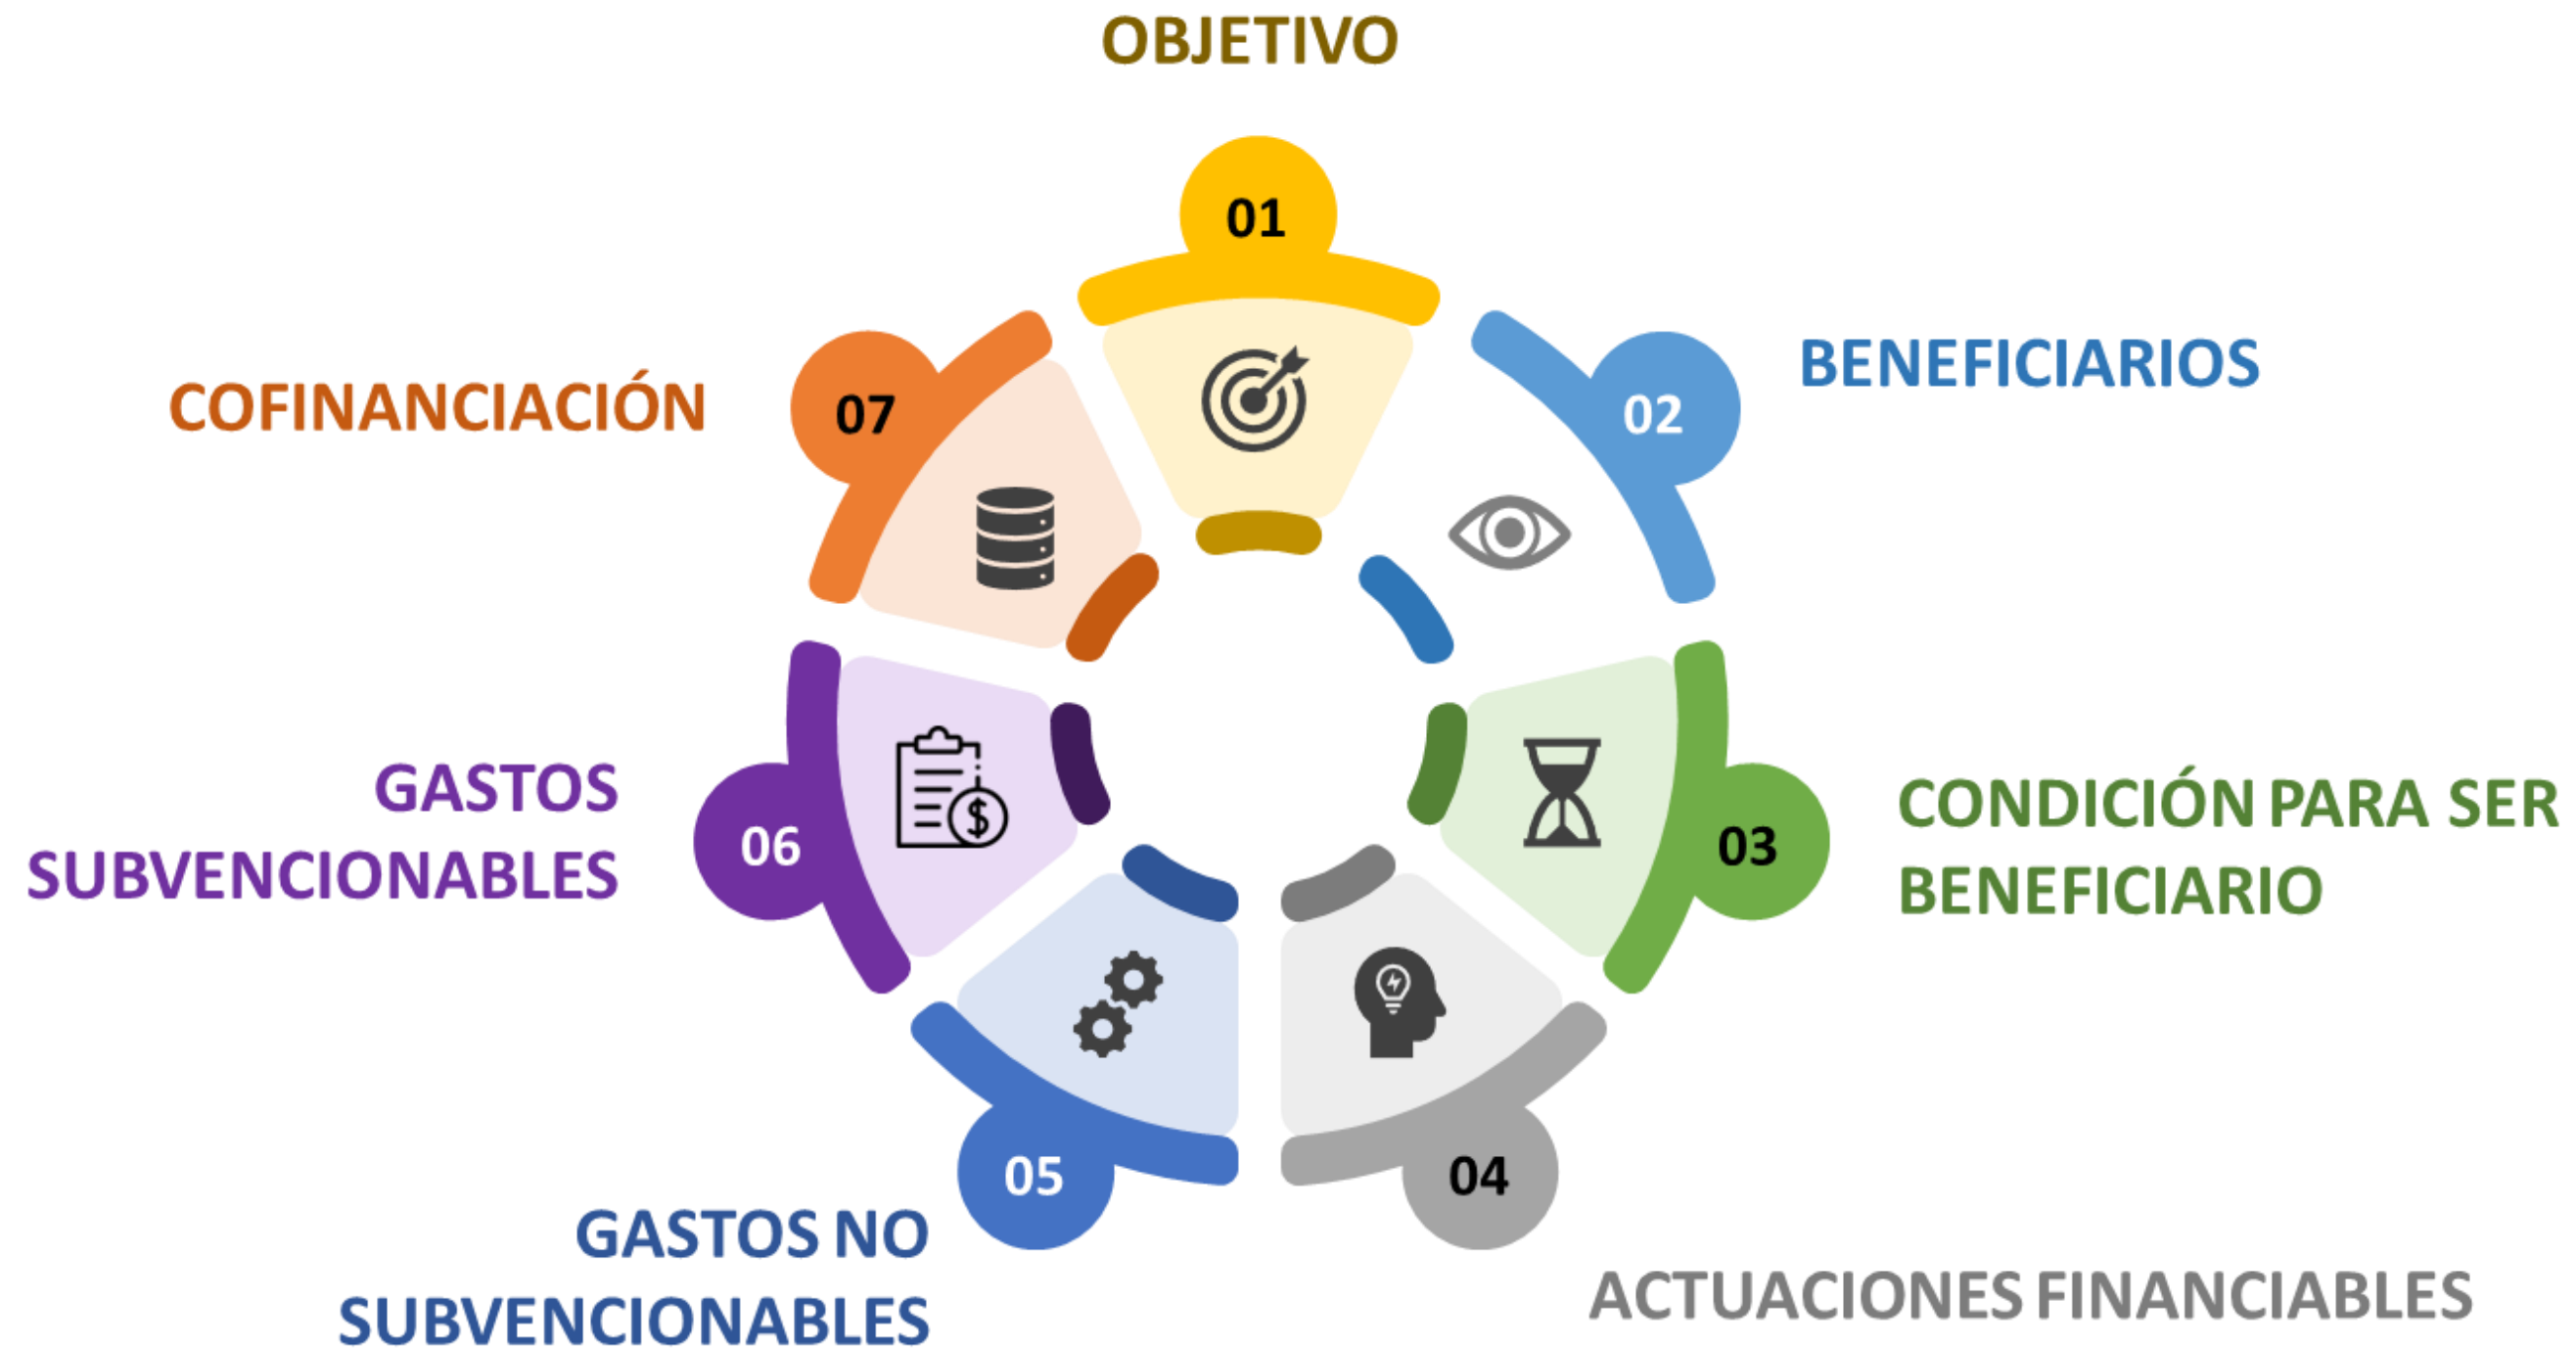 OBJETIVO
01
02
BENEFICIARIOS
03
CONDICIÓN PARA SER
BENEFICIARIO
04
ACTUACIONES FINANCIABLES
05
GASTOS NO
SUBVENCIONABLES
06
GASTOS
SUBVENCIONABLES
$
07
COFINANCIACIÓN